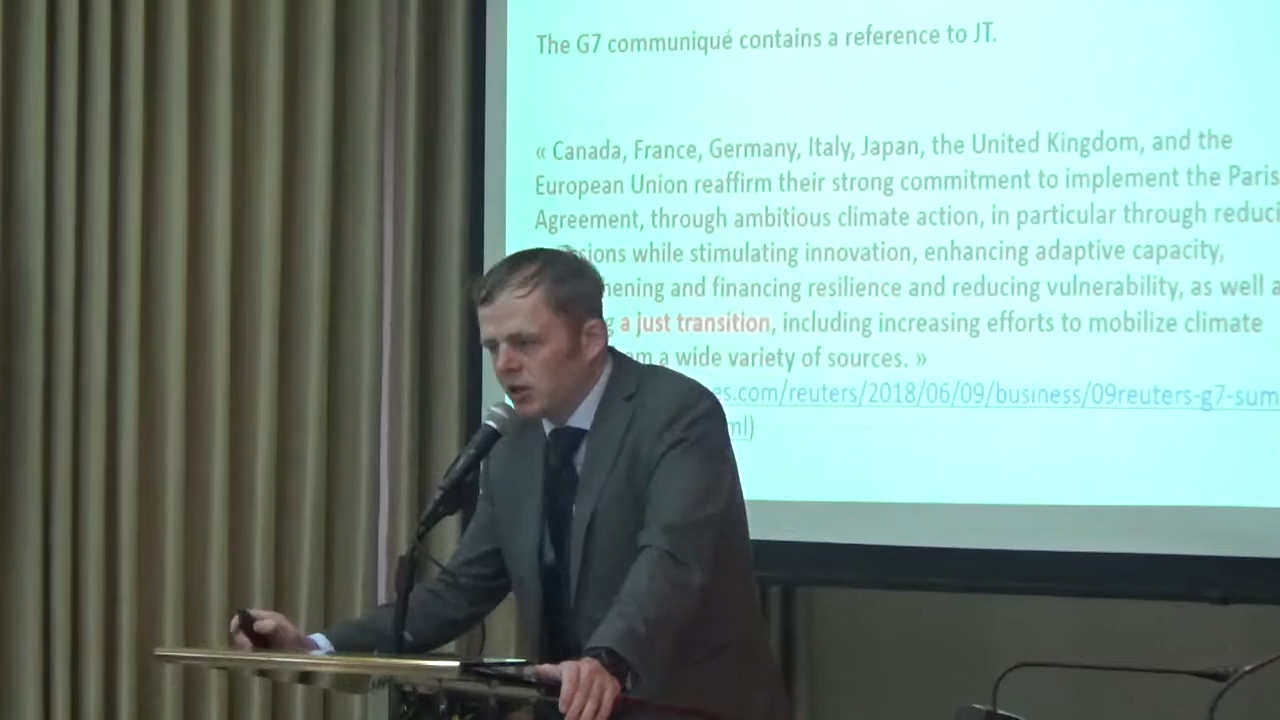 The G7 communiqué contains a reference to JT.
« Canada, France, Germany, Italy, Japan, the United Kingdom, and the
European Union reaffirm their strong commitment to implement the Paris
Agreement, through ambitious climate action, in particular through reduci
sions while stimulating innovation, enhancing adaptive capacity,
ening and financing resilience and reducing vulnerability, as well a
g a just transition, including increasing efforts to mobilize climate
m a wide variety of sources. »
es.com/reuters/2018/06/09/business/09reuters-g7-sum
ml)